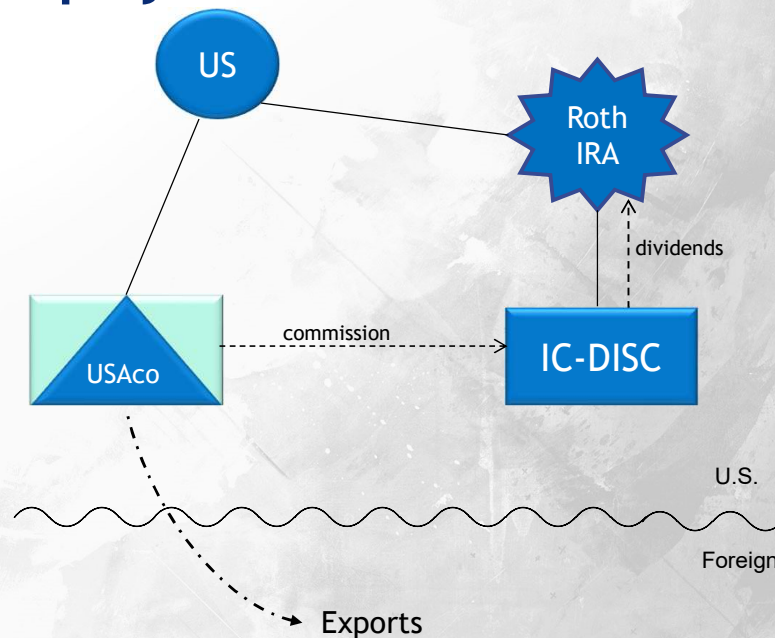 US
Roth
IRA
dividends
commission
USAco
IC-DISC
U.S.
Foreign
Exports